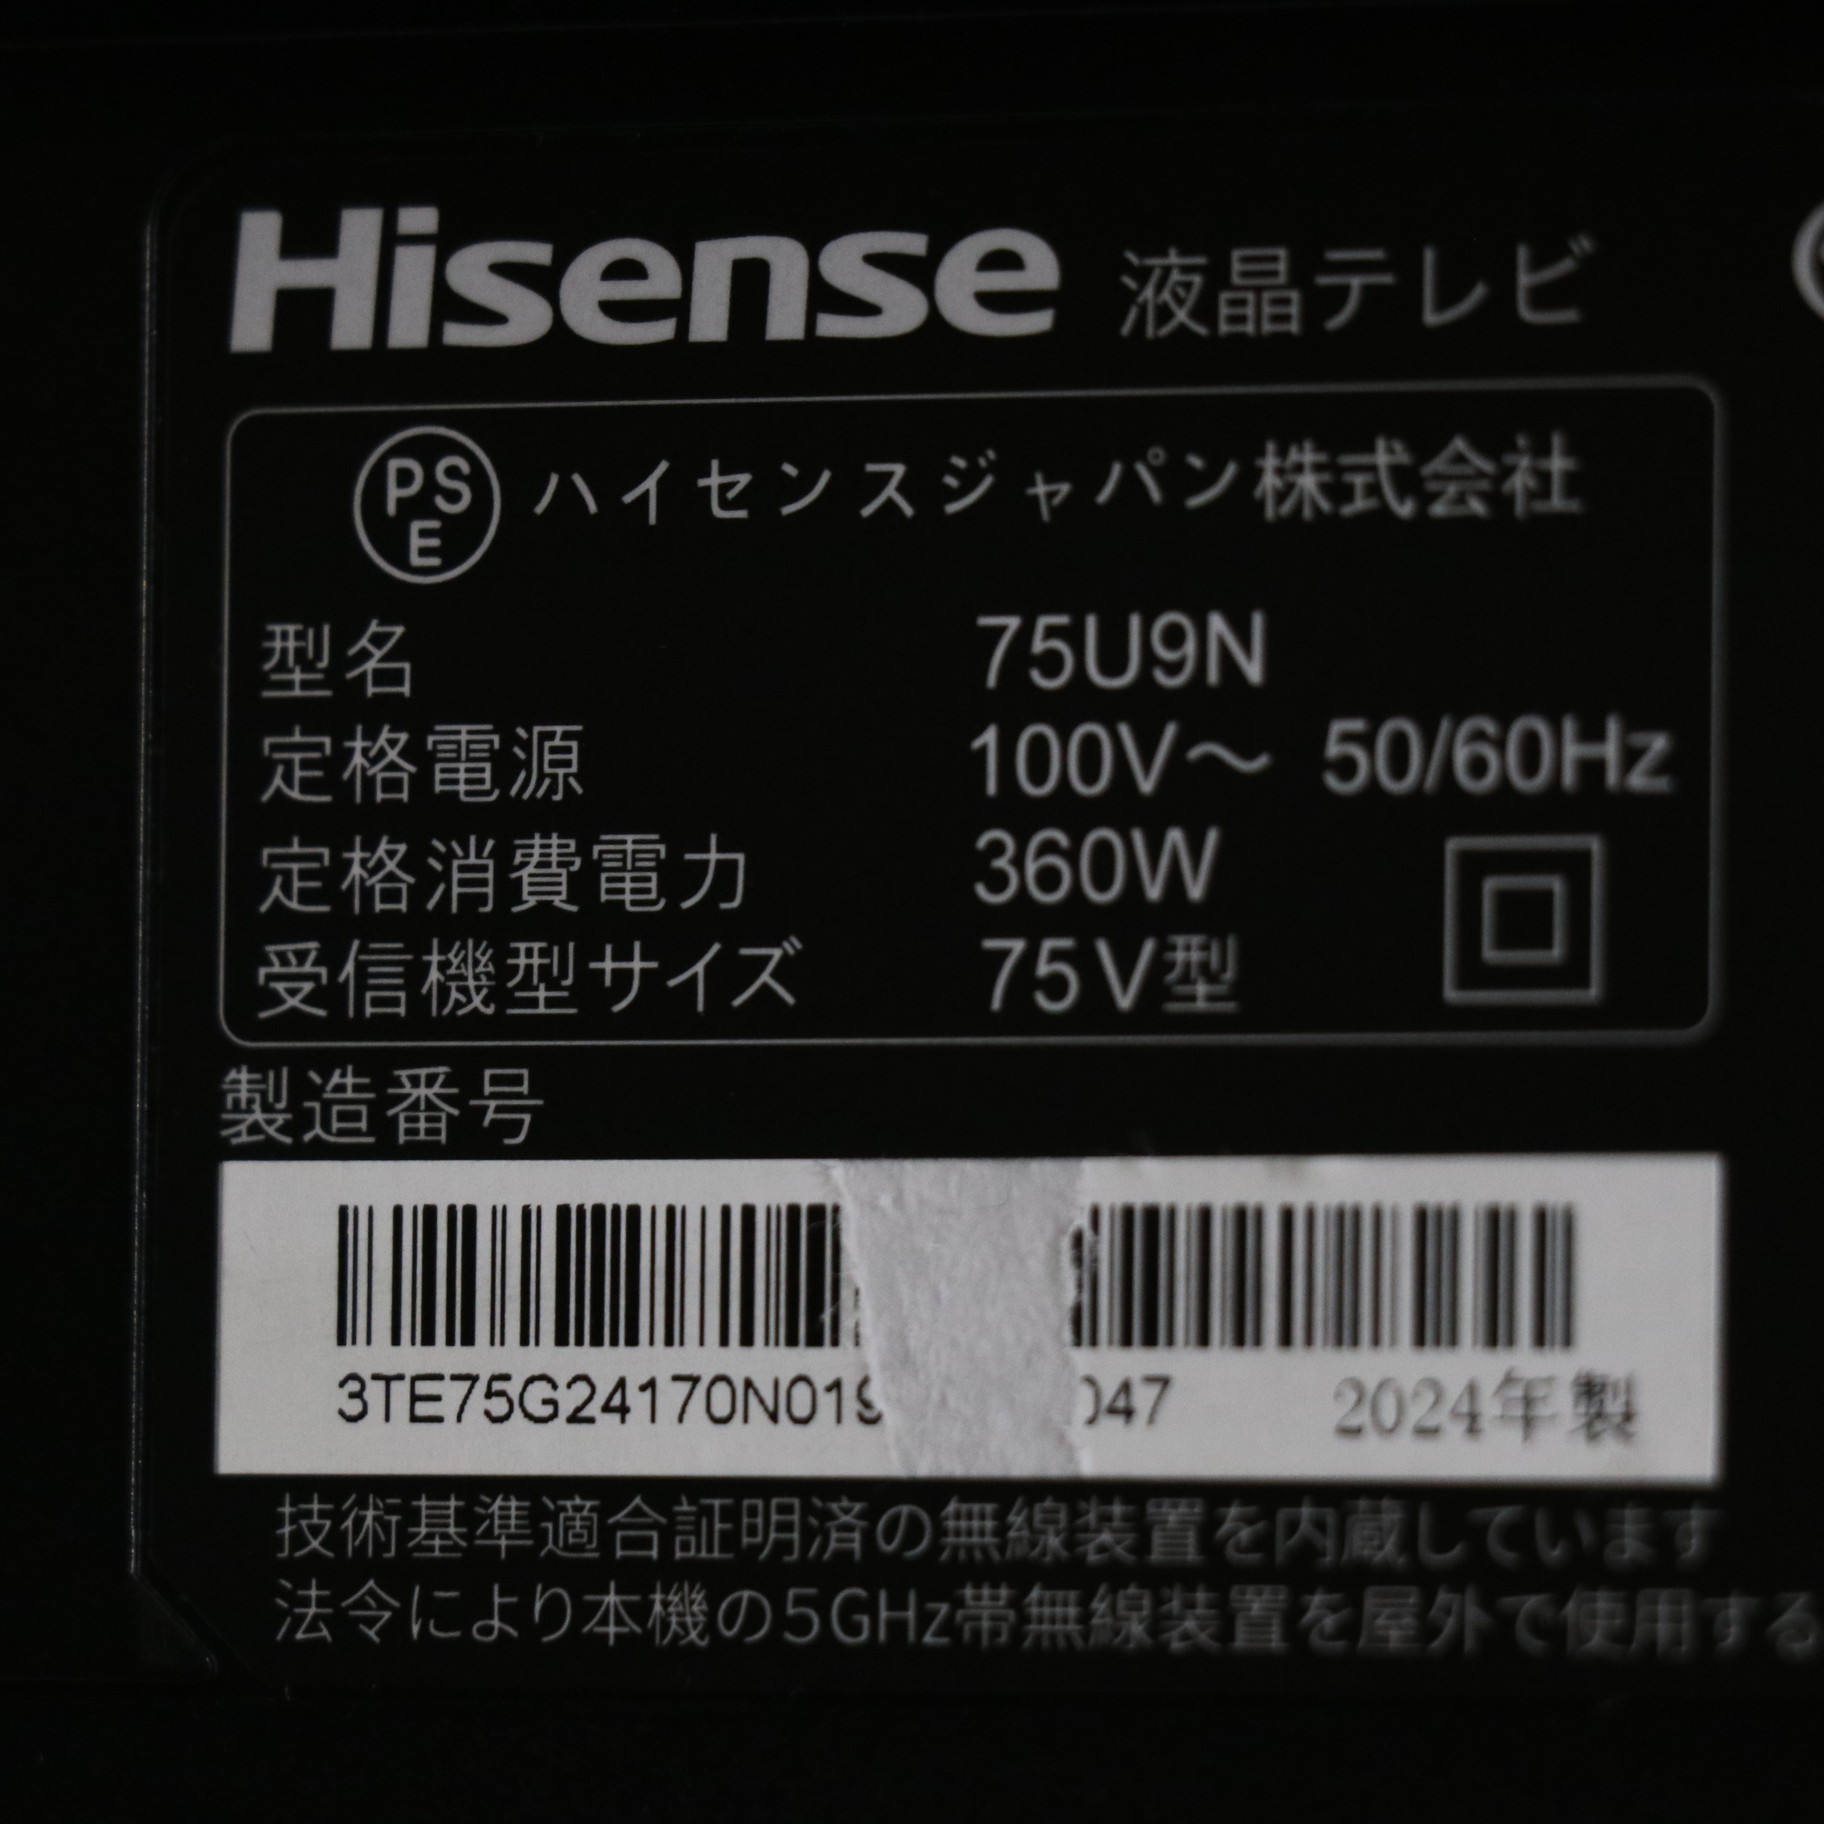 Hisense 液晶テレビ
PS
E
ハイセンスジャパン株式会社
型名 75U9N
定格電源 100V～ 50/60Hz
定格消費電力 360W
受信機型サイズ 75V型
製造番号
3TE75G24170N019 047 2024年製
技術基準適合証明済の無線装置を内蔵しています
法令により本機の5GHz帯無線装置を屋外で使用する